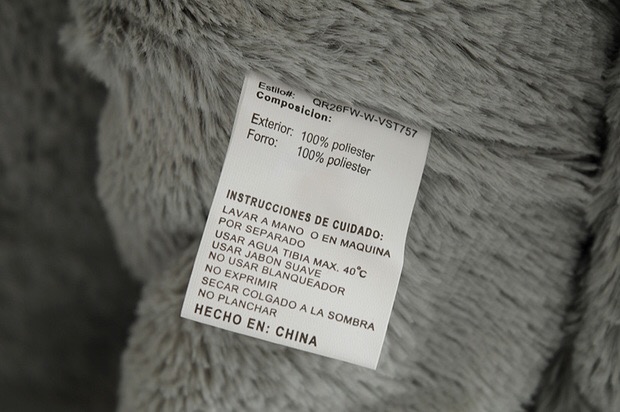 Estilo#: QR26FW-W-VST757
Composicion:
Exterior: 100% poliester
Forro: 100% poliester
INSTRUCCIONES DE CUIDADO:
LAVAR A MANO O EN MAQUINA
POR SEPARADO
USAR AGUA TIBIA MAX. 40°C
USAR JABON SUAVE
NO USAR BLANQUEADOR
NO EXPRIMIR
SECAR COLGADO A LA SOMBRA
NO PLANCHAR
HECHO EN: CHINA